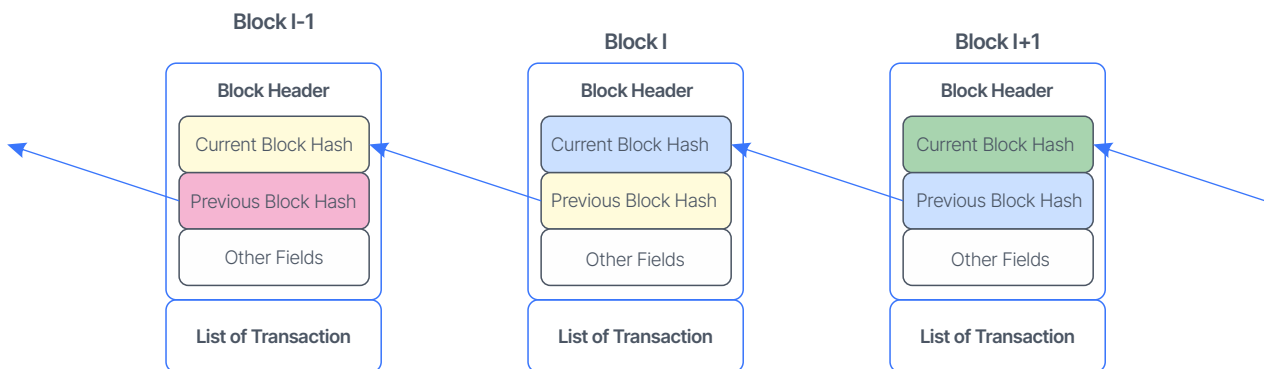 Block I-1
Block Header
Current Block Hash
Previous Block Hash
Other Fields
List of Transaction
Block I
Block Header
Current Block Hash
Previous Block Hash
Other Fields
List of Transaction
Block I+1
Block Header
Current Block Hash
Previous Block Hash
Other Fields
List of Transaction